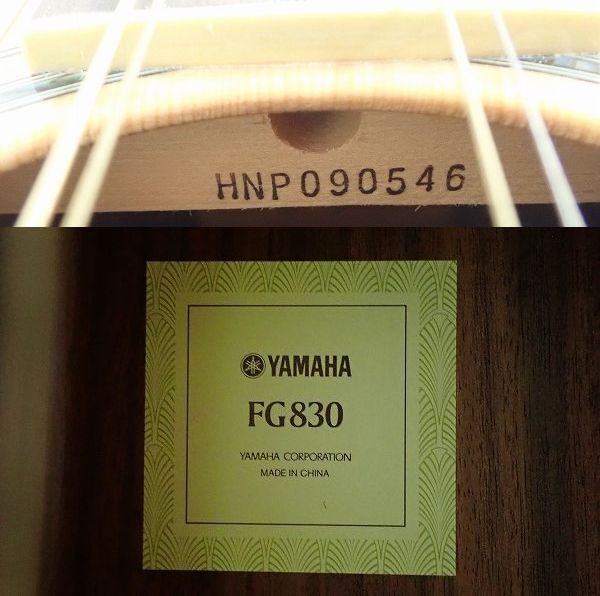 HNP090546
YAMAHA
FG830
YAMAHA CORPORATION
MADE IN CHINA